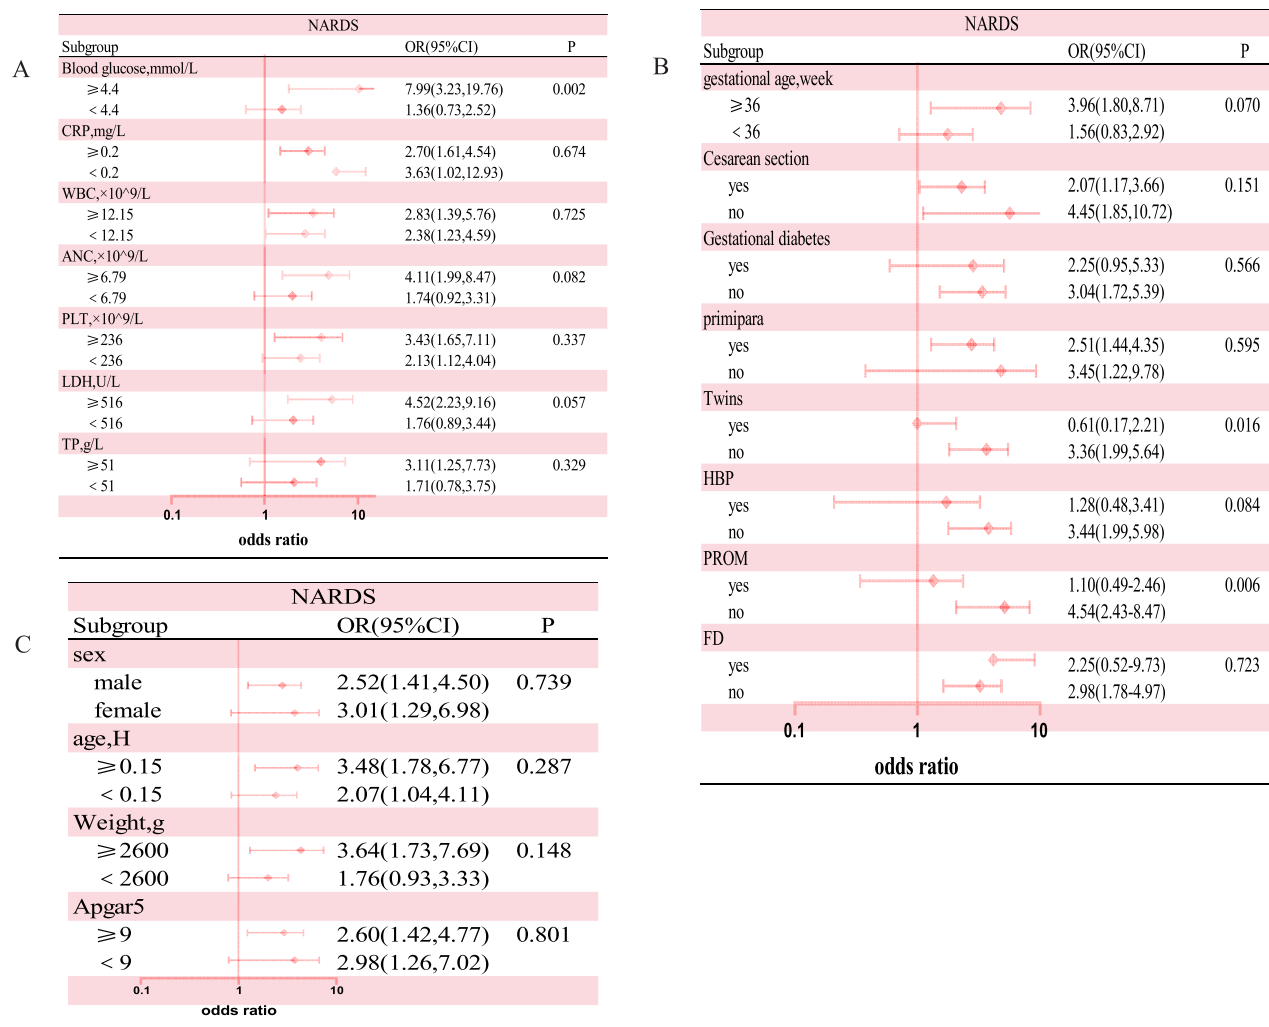 A
NARDS
Subgroup OR(95%CI) P
Blood glucose,mmol/L
≥4.4 7.99(3.23,19.76) 0.002
<4.4 1.36(0.73,2.52)
CRP,mg/L
≥0.2 2.70(1.61,4.54) 0.674
<0.2 3.63(1.02,12.93)
WBC,×10^9/L
≥12.15 2.83(1.39,5.76) 0.725
<12.15 2.38(1.23,4.59)
ANC,×10^9/L
≥6.79 4.11(1.99,8.47) 0.082
<6.79 1.74(0.92,3.31)
PLT,×10^9/L
≥236 3.43(1.65,7.11) 0.337
<236 2.13(1.12,4.04)
LDH,U/L
≥516 4.52(2.23,9.16) 0.057
<516 1.76(0.89,3.44)
TP,g/L
≥51 3.11(1.25,7.73) 0.329
<51 1.71(0.78,3.75)
0.1 1 10
odds ratio
B
NARDS
Subgroup OR(95%CI) P
gestational age,week
≥36 3.96(1.80,8.71) 0.070
<36 1.56(0.83,2.92)
Cesarean section
yes 2.07(1.17,3.66) 0.151
no 4.45(1.85,10.72)
Gestational diabetes
yes 2.25(0.95,5.33) 0.566
no 3.04(1.72,5.39)
primipara
yes 2.51(1.44,4.35) 0.595
no 3.45(1.22,9.78)
Twins
yes 0.61(0.17,2.21) 0.016
no 3.36(1.99,5.64)
HBP
yes 1.28(0.48,3.41) 0.084
no 3.44(1.99,5.98)
PROM
yes 1.10(0.49-2.46) 0.006
no 4.54(2.43-8.47)
FD
yes 2.25(0.52-9.73) 0.723
no 2.98(1.78-4.97)
0.1 1 10
odds ratio
C
NARDS
Subgroup OR(95%CI) P
sex
male 2.52(1.41,4.50) 0.739
female 3.01(1.29,6.98)
age,H
≥0.15 3.48(1.78,6.77) 0.287
<0.15 2.07(1.04,4.11)
Weight,g
≥2600 3.64(1.73,7.69) 0.148
<2600 1.76(0.93,3.33)
Apgar5
≥9 2.60(1.42,4.77) 0.801
<9 2.98(1.26,7.02)
0.1 1 10
odds ratio